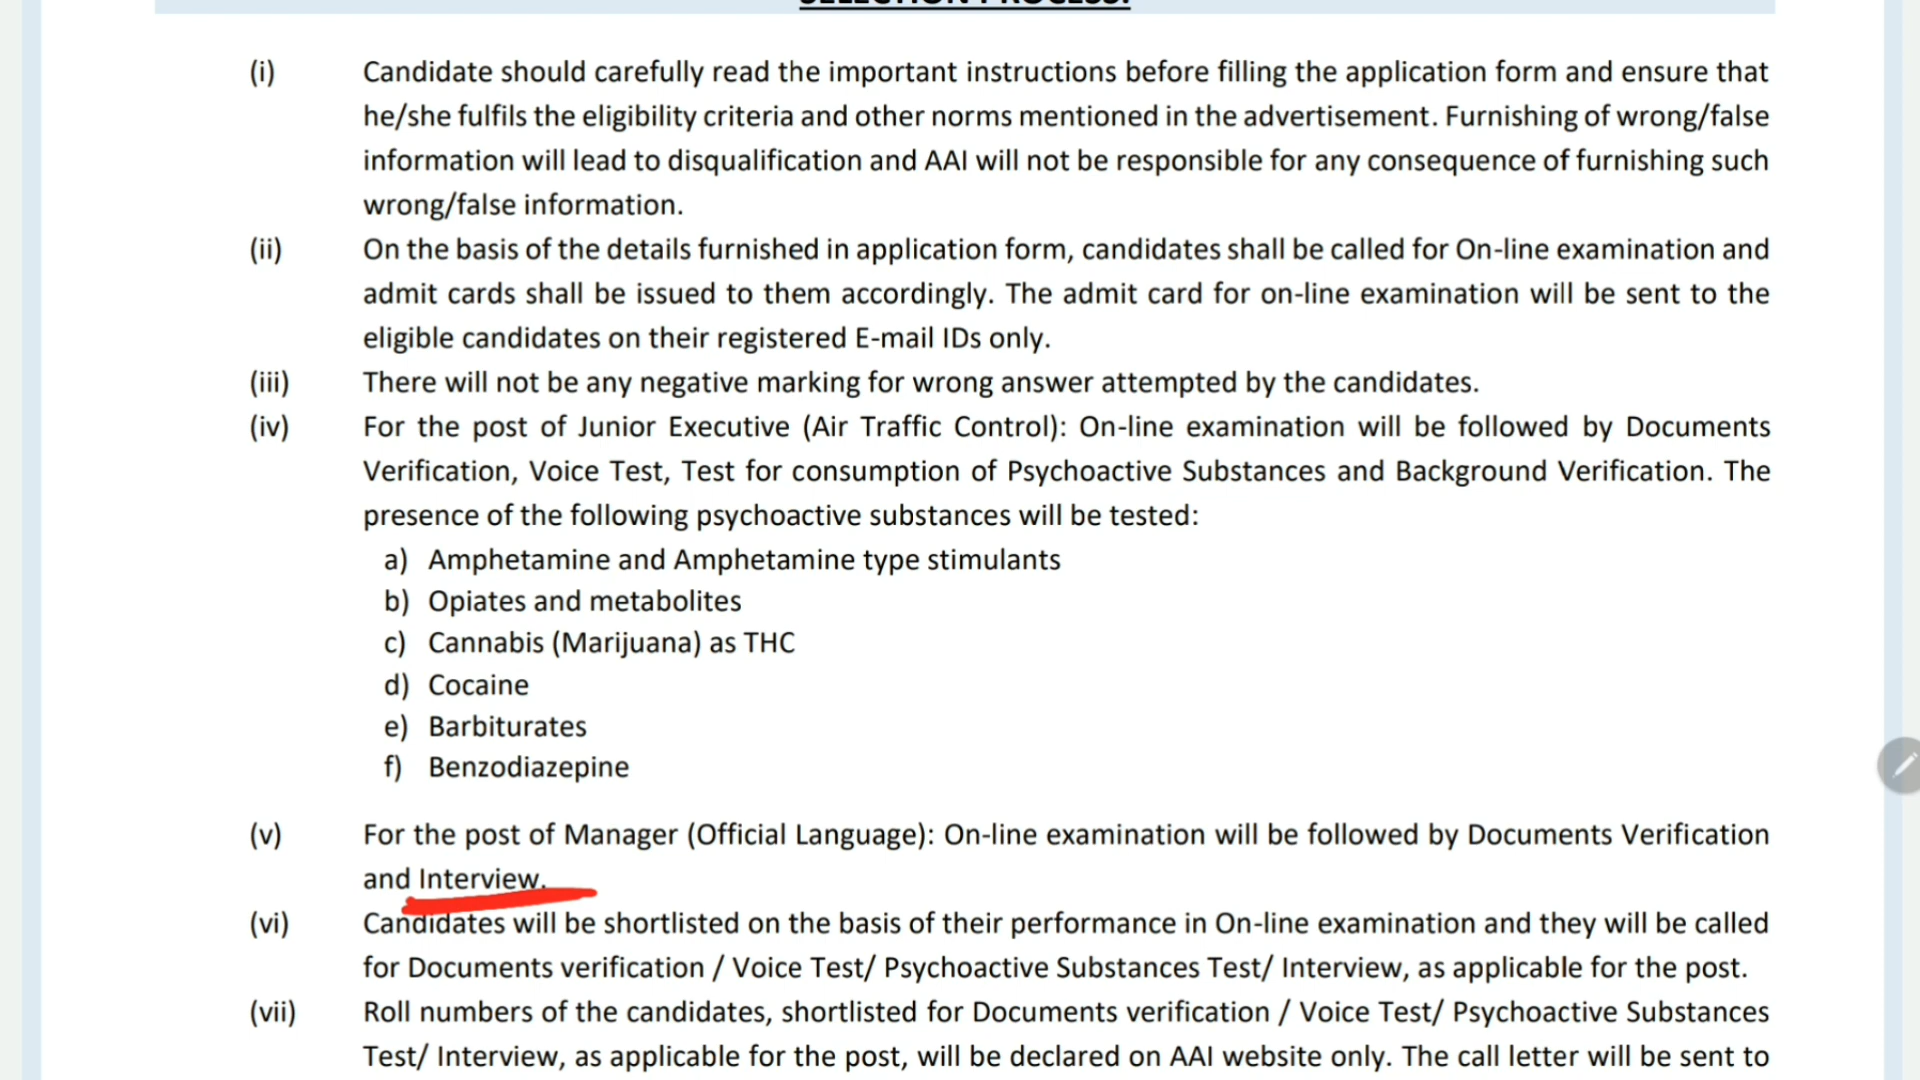 SELECTION PROCESS:
(i) Candidate should carefully read the important instructions before filling the application form and ensure that
he/she fulfils the eligibility criteria and other norms mentioned in the advertisement. Furnishing of wrong/false
information will lead to disqualification and AAI will not be responsible for any consequence of furnishing such
wrong/false information.
(ii) On the basis of the details furnished in application form, candidates shall be called for On-line examination and
admit cards shall be issued to them accordingly. The admit card for on-line examination will be sent to the
eligible candidates on their registered E-mail IDs only.
(iii) There will not be any negative marking for wrong answer attempted by the candidates.
(iv) For the post of Junior Executive (Air Traffic Control): On-line examination will be followed by Documents
Verification, Voice Test, Test for consumption of Psychoactive Substances and Background Verification. The
presence of the following psychoactive substances will be tested:
a) Amphetamine and Amphetamine type stimulants
b) Opiates and metabolites
c) Cannabis (Marijuana) as THC
d) Cocaine
e) Barbiturates
f) Benzodiazepine
(v) For the post of Manager (Official Language): On-line examination will be followed by Documents Verification
and Interview.
(vi) Candidates will be shortlisted on the basis of their performance in On-line examination and they will be called
for Documents verification / Voice Test/ Psychoactive Substances Test/ Interview, as applicable for the post.
(vii) Roll numbers of the candidates, shortlisted for Documents verification / Voice Test/ Psychoactive Substances
Test/ Interview, as applicable for the post, will be declared on AAI website only. The call letter will be sent to